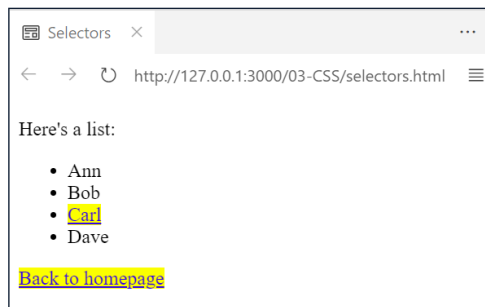 Selectors
http://127.0.0.1:3000/03-CSS/selectors.html
Here's a list:
• Ann
• Bob
• Carl
• Dave
Back to homepage